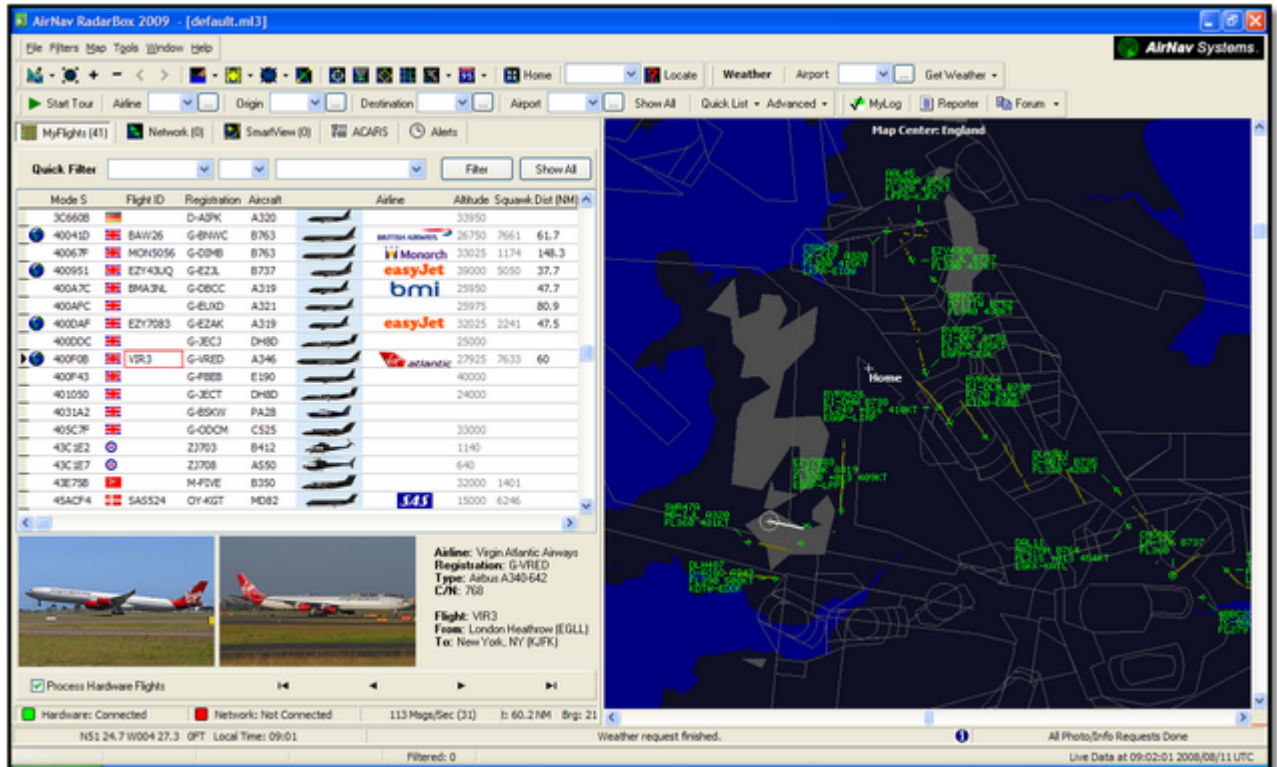 AirNav RadarBox 2009 - [default.ml3]
File Filters Map Tools Window Help
AirNav Systems.
Home Locate Weather Airport Get Weather
Start Tour Airline Origin Destination Airport Show All Quick List Advanced MyLog Reporter Forum
MyFlights (41) Network (0) SmartView (0) ACARS Alerts
Quick Filter Filter Show All
Mode S Flight ID Registration Aircraft Airline Altitude Squawk Dist (NM)
3C660B D-AIPK A320 33950
40041D BAW26 G-BNWC B763 BRITISH AIRWAYS 26750 7661 61.7
40067F MON5056 G-DIMB B763 Monarch 33025 1174 148.3
400951 EZY43UQ G-EZJL B737 easyJet 39000 5050 37.7
400A7C BMA3NL G-DBCC A319 bmi 25950 47.7
400AFC G-EUXD A321 25975 80.9
400DAF EZY7083 G-EZAK A319 easyJet 32025 2241 47.5
400DDC G-JECJ DH8D 25000
400F0B VIR3 G-VRED A346 atlantic 27925 7633 60
400F43 G-FBEB E190 40000
401050 G-JECT DH8D 24000
4031A2 G-BSKW PA28
405C7F G-ODCM C525 33000
43C1E2 ZJ703 B412 1140
43C1E7 ZJ708 A550 640
43E75B M-FIVE B350 32000 1401
45ACF4 SAS524 OY-KGT MD82 SAS 15000 6246
Airline: Virgin Atlantic Airways
Registration: G-VRED
Type: Airbus A340-642
C/N: 768
Flight: VIR3
From: London Heathrow (EGLL)
To: New York, NY (KJFK)
Process Hardware Flights
Hardware: Connected Network: Not Connected 113 Msgs/Sec (31) t: 60.2 NM Brg: 21
N51 24.7 W004 27.3 0FT Local Time: 09:01 Weather request finished. All Photo/Info Requests Done
Filtered: 0 Live Data at 09:02:01 2008/08/11 UTC
Map Center: England
Home